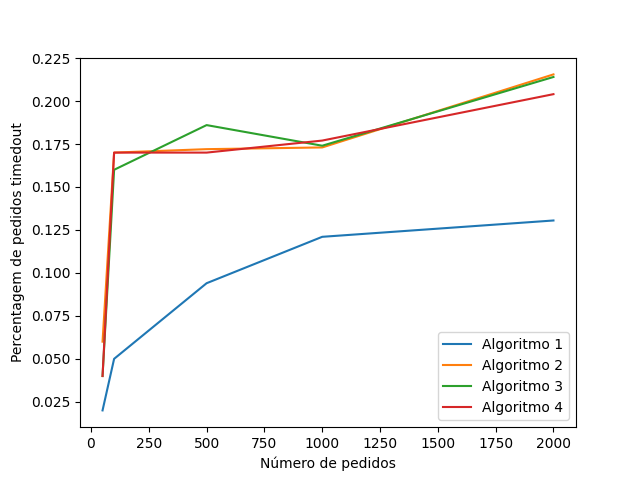 0.225
0.200
0.175
0.150
0.125
0.100
0.075
0.050
0.025
Percentagem de pedidos timedout
Algoritmo 1
Algoritmo 2
Algoritmo 3
Algoritmo 4
0 250 500 750 1000 1250 1500 1750 2000
Número de pedidos